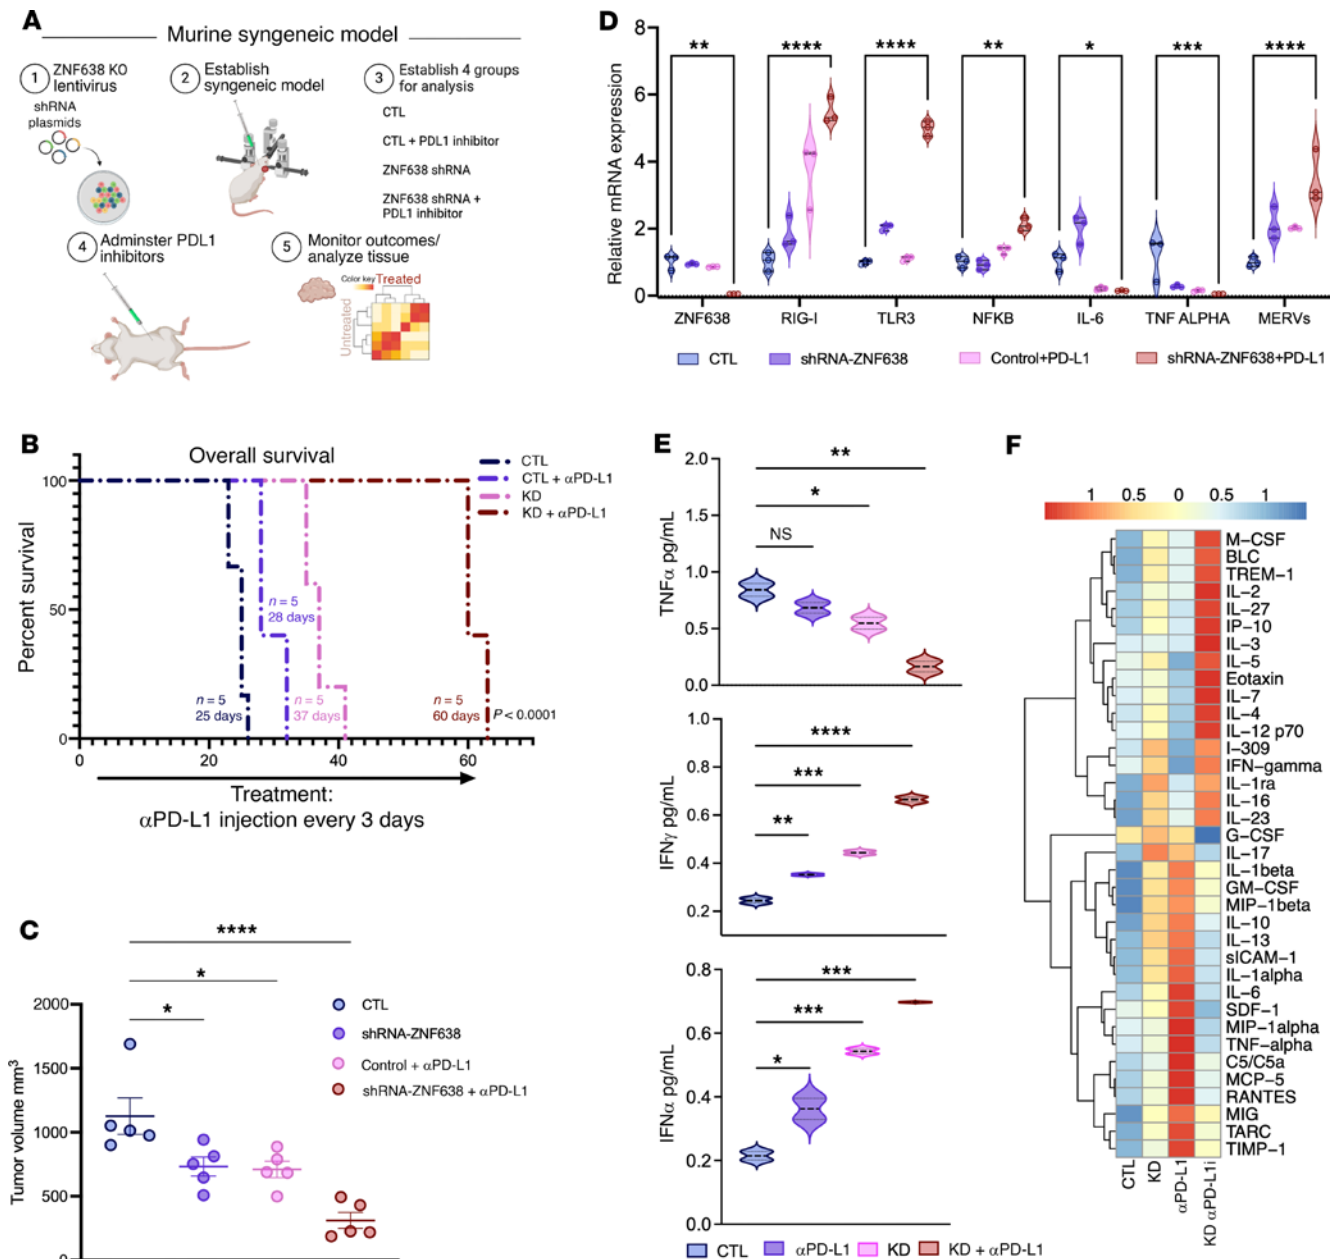 A
Murine syngeneic model
1 ZNF638 KO
lentivirus
shRNA
plasmids
2 Establish
syngeneic model
3 Establish 4 groups
for analysis
CTL
CTL + PDL1 inhibitor
ZNF638 shRNA
ZNF638 shRNA +
PDL1 inhibitor
4 Adminster PDL1
inhibitors
5 Monitor outcomes/
analyze tissue
Color key
Treated
Untreated
B
Overall survival
CTL
CTL + αPD-L1
KD
KD + αPD-L1
Percent survival
100
50
0
n = 5
28 days
n = 5
25 days
n = 5
37 days
n = 5
60 days
P < 0.0001
0 20 40 60
Treatment:
αPD-L1 injection every 3 days
C
****
*
*
Tumor volume mm³
2000
1500
1000
500
0
CTL
shRNA-ZNF638
Control + αPD-L1
shRNA-ZNF638 + αPD-L1
D
Relative mRNA expression
8
6
4
2
0
** **** **** ** * *** ****
ZNF638 RIG-I TLR3 NFKB IL-6 TNF ALPHA MERVs
CTL shRNA-ZNF638 Control+PD-L1 shRNA-ZNF638+PD-L1
E
TNFα pg/mL
2.0
1.5
1.0
0.5
0.0
**
*
NS
IFNγ pg/mL
1.0
0.8
0.6
0.4
0.2
****
***
**
IFNα pg/mL
0.8
0.6
0.4
0.2
0.0
***
***
*
CTL αPD-L1 KD KD + αPD-L1
F
1 0.5 0 0.5 1
M−CSF
BLC
TREM−1
IL−2
IL−27
IP−10
IL−3
IL−5
Eotaxin
IL−7
IL−4
IL−12 p70
I−309
IFN−gamma
IL−1ra
IL−16
IL−23
G−CSF
IL−17
IL−1beta
GM−CSF
MIP−1beta
IL−10
IL−13
sICAM−1
IL−1alpha
IL−6
SDF−1
MIP−1alpha
TNF−alpha
C5/C5a
MCP−5
RANTES
MIG
TARC
TIMP−1
CTL
KD
αPD-L1
KD αPD-L1i